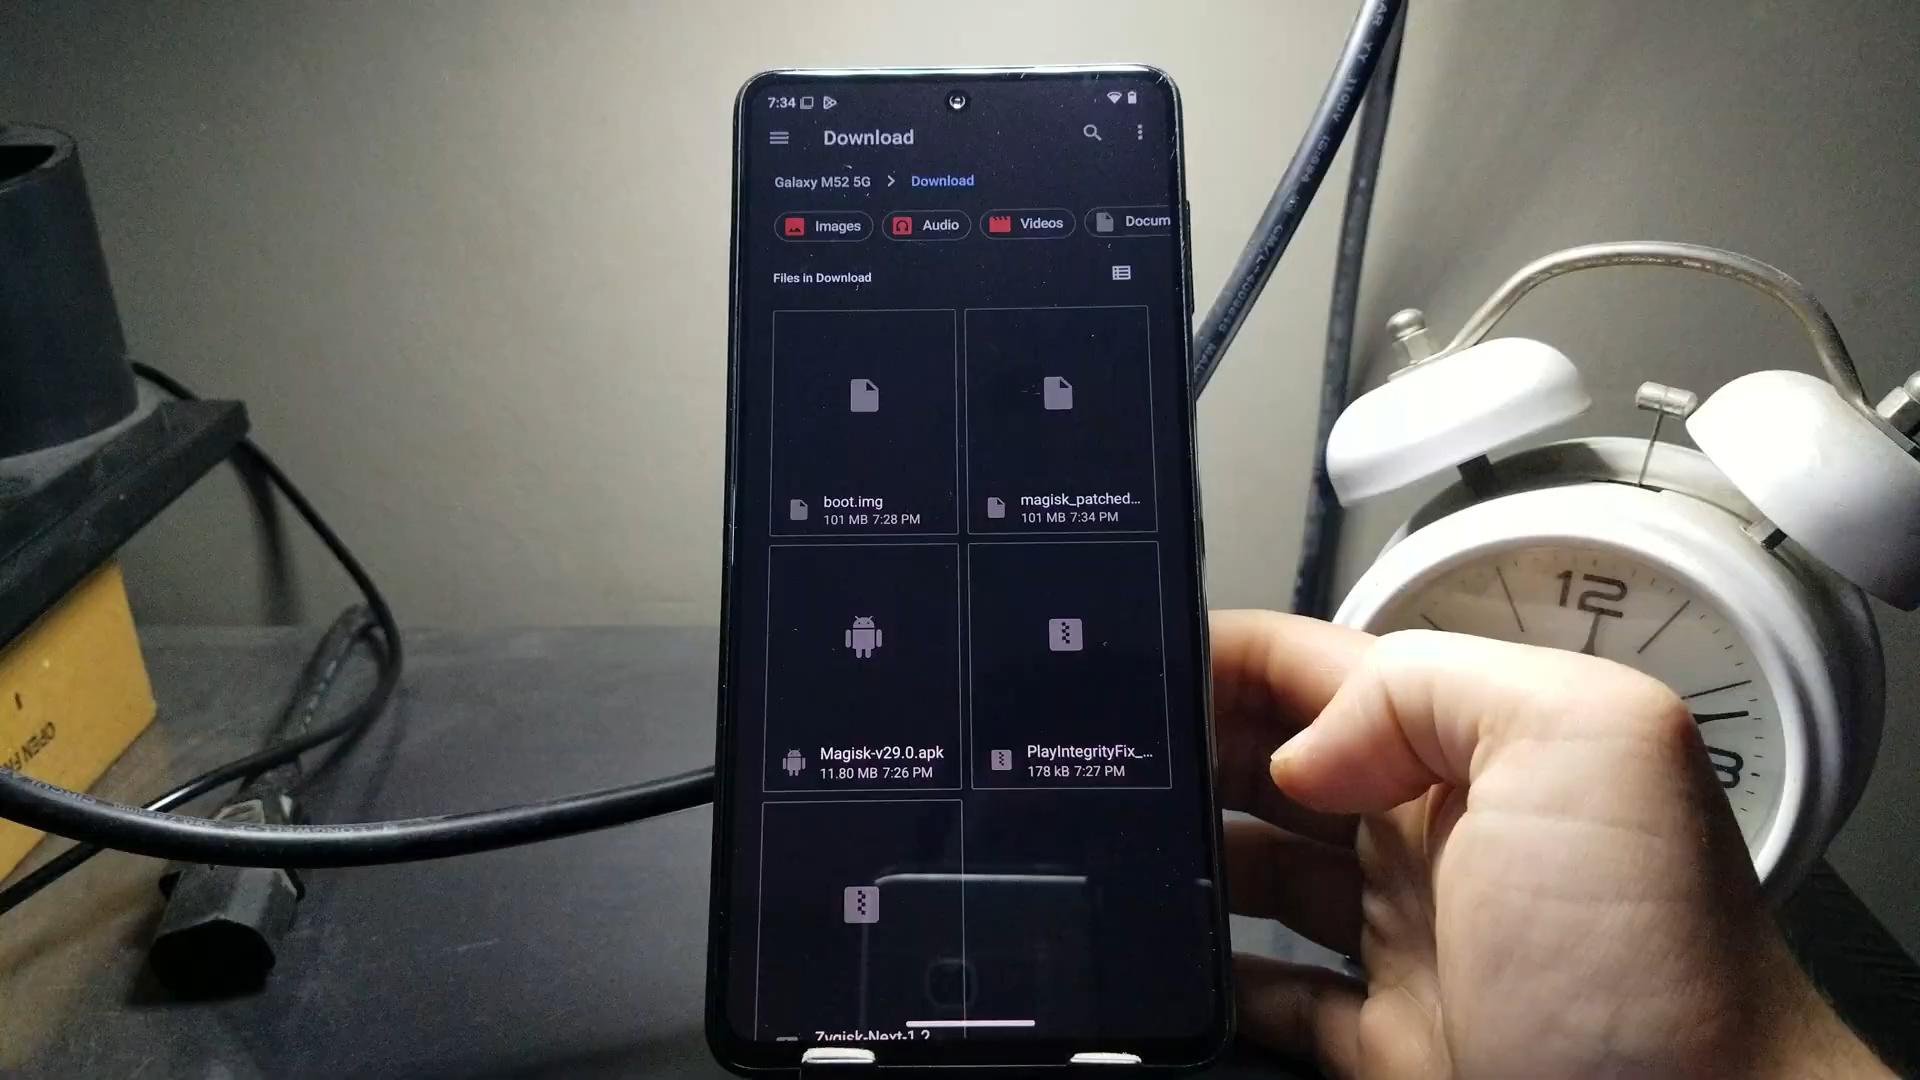 7:34
Download
Galaxy M52 5G > Download
Images
Audio
Videos
Docum
Files in Download
boot.img
101 MB 7:28 PM
magisk_patched...
101 MB 7:34 PM
Magisk-v29.0.apk
11.80 MB 7:26 PM
PlayIntegrityFix_...
178 kB 7:27 PM
Zygisk-Next-1.2
12
3